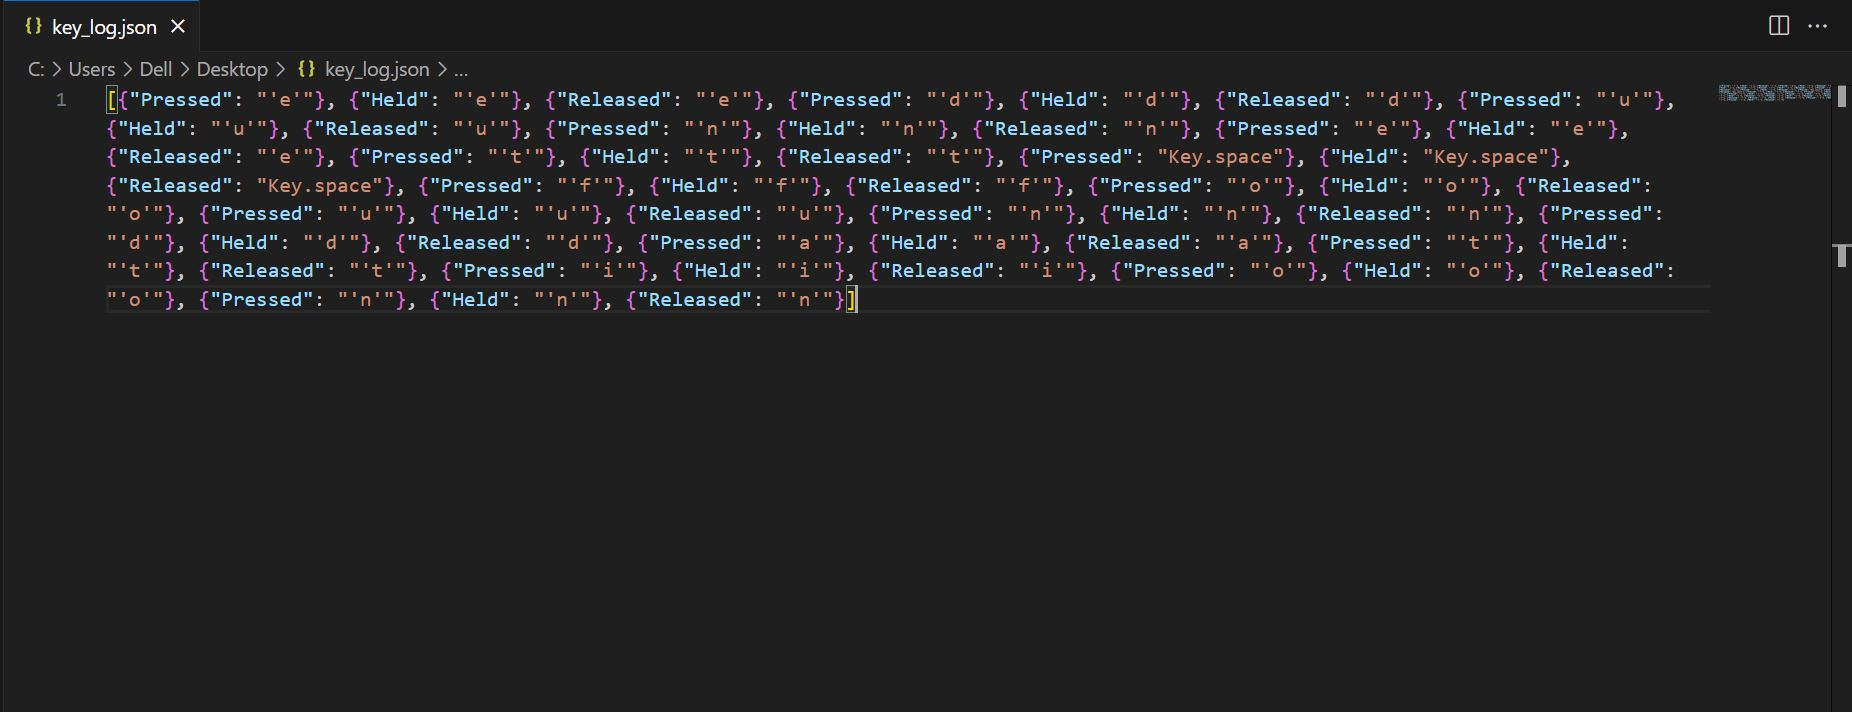 {} key_log.json ×
C: > Users > Dell > Desktop > {} key_log.json > ...
1 [{"Pressed": "'e'"}, {"Held": "'e'"}, {"Released": "'e'"}, {"Pressed": "'d'"}, {"Held": "'d'"}, {"Released": "'d'"}, {"Pressed": "'u'"},
{"Held": "'u'"}, {"Released": "'u'"}, {"Pressed": "'n'"}, {"Held": "'n'"}, {"Released": "'n'"}, {"Pressed": "'e'"}, {"Held": "'e'"},
{"Released": "'e'"}, {"Pressed": "'t'"}, {"Held": "'t'"}, {"Released": "'t'"}, {"Pressed": "Key.space"}, {"Held": "Key.space"},
{"Released": "Key.space"}, {"Pressed": "'f'"}, {"Held": "'f'"}, {"Released": "'f'"}, {"Pressed": "'o'"}, {"Held": "'o'"}, {"Released":
"'o'"}, {"Pressed": "'u'"}, {"Held": "'u'"}, {"Released": "'u'"}, {"Pressed": "'n'"}, {"Held": "'n'"}, {"Released": "'n'"}, {"Pressed":
"'d'"}, {"Held": "'d'"}, {"Released": "'d'"}, {"Pressed": "'a'"}, {"Held": "'a'"}, {"Released": "'a'"}, {"Pressed": "'t'"}, {"Held":
"'t'"}, {"Released": "'t'"}, {"Pressed": "'i'"}, {"Held": "'i'"}, {"Released": "'i'"}, {"Pressed": "'o'"}, {"Held": "'o'"}, {"Released":
"'o'"}, {"Pressed": "'n'"}, {"Held": "'n'"}, {"Released": "'n'"}]